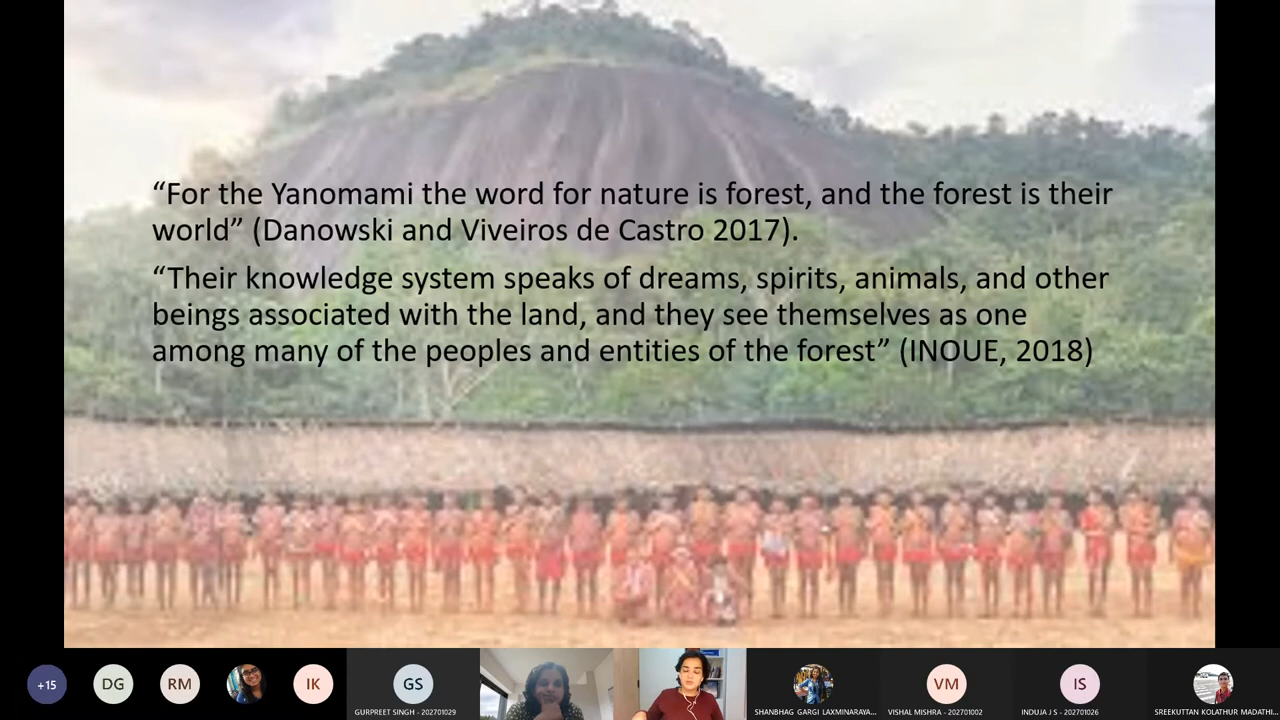 “For the Yanomami the word for nature is forest, and the forest is their
world” (Danowski and Viveiros de Castro 2017).
“Their knowledge system speaks of dreams, spirits, animals, and other
beings associated with the land, and they see themselves as one
among many of the peoples and entities of the forest” (INOUE, 2018)
+15
DG
RM
IK
GS
VM
IS
GURPREET SINGH - 202701029
SHANBHAG GARGI LAXMINARAYA...
VISHAL MISHRA - 202701002
INDUJA J S - 202701026
SREEKUTTAN KOLATHUR MADATHI...